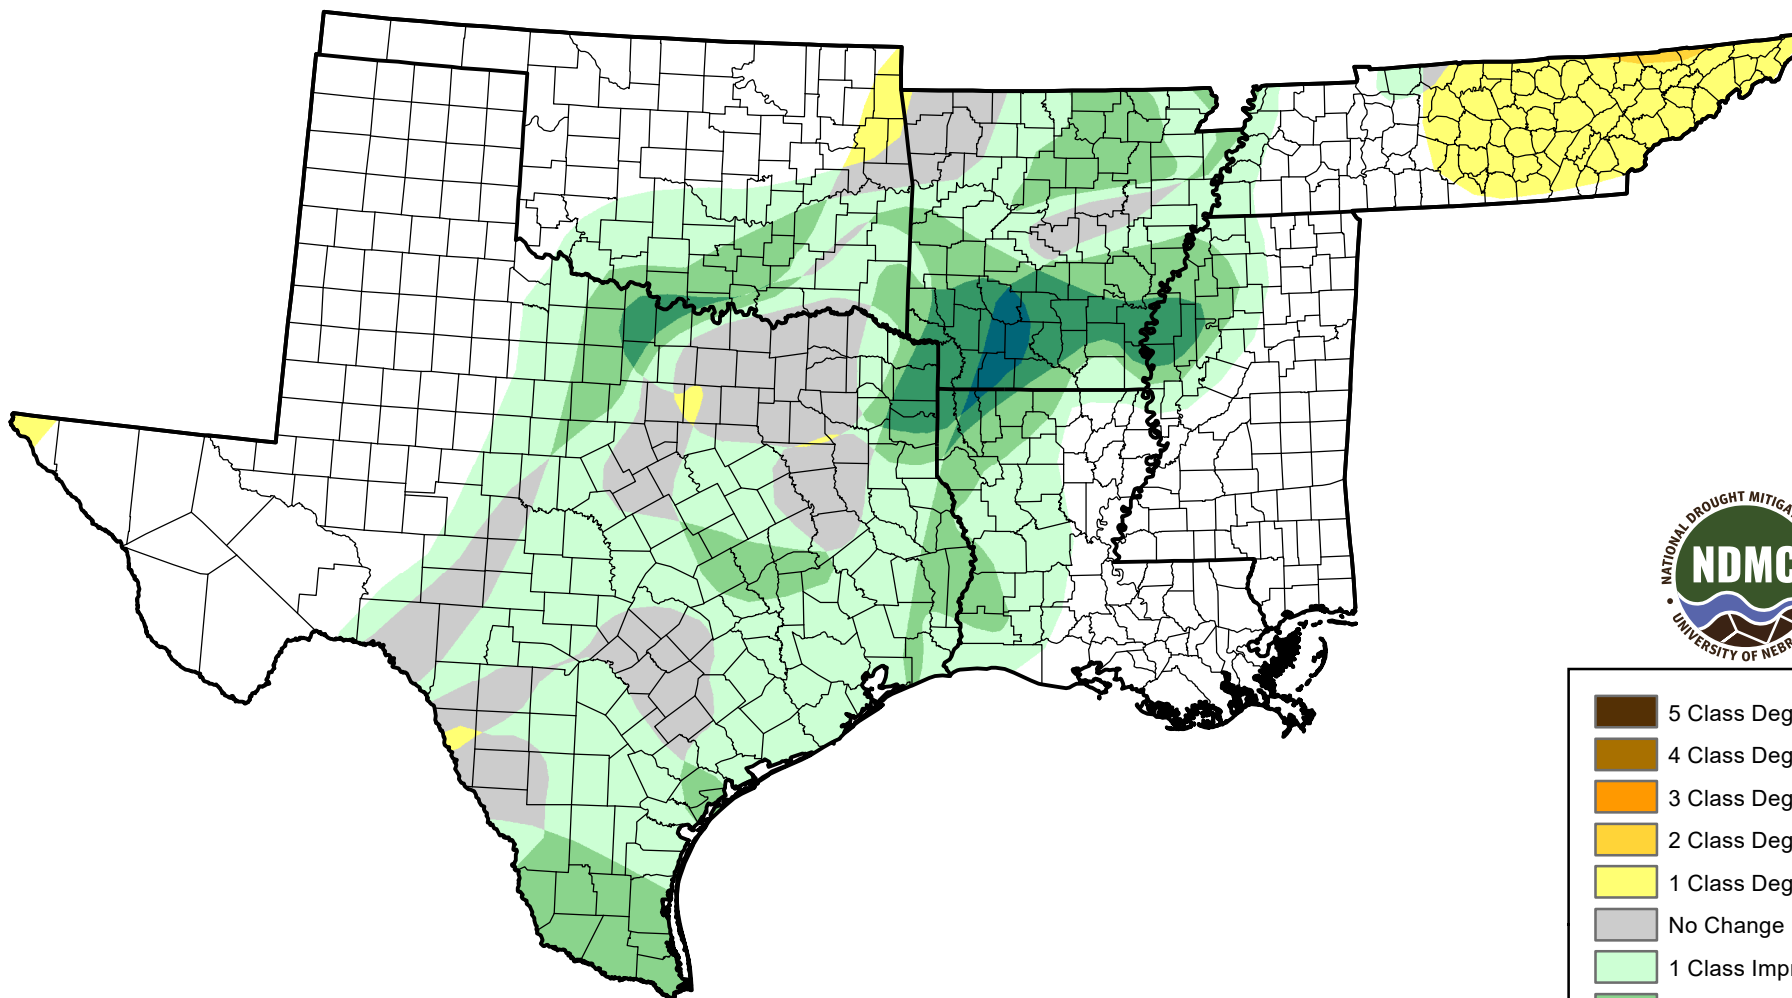 NATIONAL DROUGHT MITIGA
NDMC
UNIVERSITY OF NEB
5 Class Deg
4 Class Deg
3 Class Deg
2 Class Deg
1 Class Deg
No Change
1 Class Impr